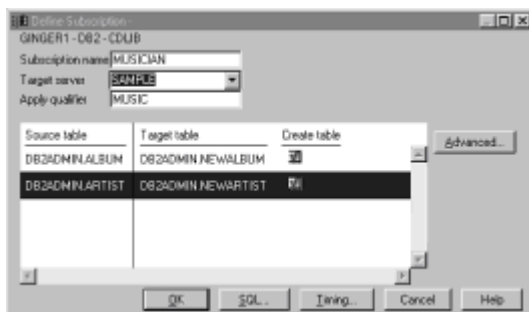 Define Subscription -
GINGER1 - DB2 - CDLIB
Subscription name MUSICIAN
Target server SAMPLE
Apply qualifier MUSIC
Source table Target table Create table
DB2ADMIN.ALBUM DB2ADMIN.NEWALBUM
DB2ADMIN.ARTIST DB2ADMIN.NEWARTIST
Advanced...
OK SQL... Timing... Cancel Help